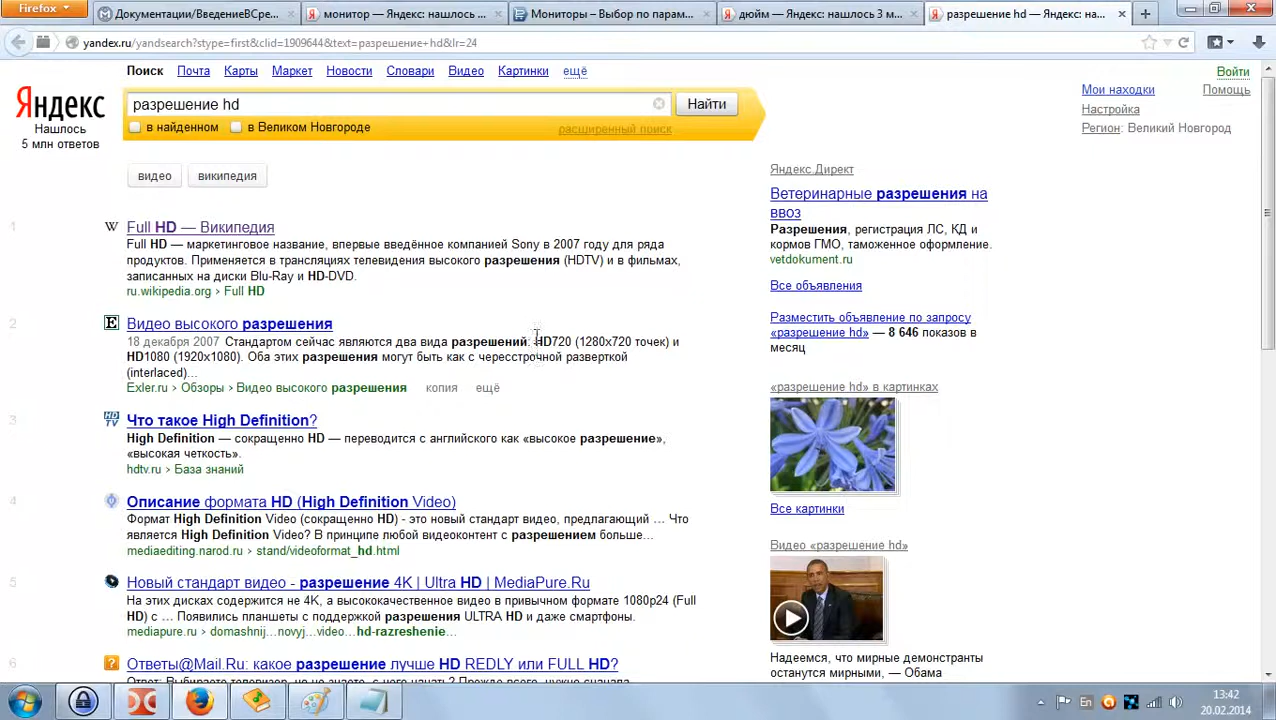 Firefox
Документации/ВведениеВСре...
монитор — Яндекс: нашлось ...
Мониторы – Выбор по парам...
дюйм — Яндекс: нашлось 3 м...
разрешение hd — Яндекс: на...
yandex.ru/yandsearch?stype=first&clid=1909644&text=разрешение+hd&lr=24
Поиск Почта Карты Маркет Новости Словари Видео Картинки ещё
Войти
Мои находки Помощь
Настройка
Регион: Великий Новгород
Яндекс
Нашлось
5 млн ответов
разрешение hd
Найти
в найденном в Великом Новгороде расширенный поиск
видео википедия
1
Full HD — Википедия
Full HD — маркетинговое название, впервые введённое компанией Sony в 2007 году для ряда
продуктов. Применяется в трансляциях телевидения высокого разрешения (HDTV) и в фильмах,
записанных на диски Blu-Ray и HD-DVD.
ru.wikipedia.org › Full HD
2
Видео высокого разрешения
18 декабря 2007 Стандартом сейчас являются два вида разрешений: HD720 (1280x720 точек) и
HD1080 (1920x1080). Оба этих разрешения могут быть как с чересстрочной разверткой
(interlaced)...
Exler.ru › Обзоры › Видео высокого разрешения копия ещё
3
HD
TV
Что такое High Definition?
High Definition — сокращенно HD — переводится с английского как «высокое разрешение»,
«высокая четкость».
hdtv.ru › База знаний
4
Описание формата HD (High Definition Video)
Формат High Definition Video (сокращенно HD) - это новый стандарт видео, предлагающий ... Что
является High Definition Video? В принципе любой видеоконтент с разрешением больше...
mediaediting.narod.ru › stand/videoformat_hd.html
5
Новый стандарт видео - разрешение 4K | Ultra HD | MediaPure.Ru
На этих дисках содержится не 4K, а высококачественное видео в привычном формате 1080p24 (Full
HD) с ... Появились планшеты с поддержкой разрешения ULTRA HD и даже смартфоны.
mediapure.ru › domashnij...novyj...video...hd-razreshenie...
6
Ответы@Mail.Ru: какое разрешение лучше HD REDLY или FULL HD?
Яндекс.Директ
Ветеринарные разрешения на
ввоз
Разрешения, регистрация ЛС, КД и
кормов ГМО, таможенное оформление.
vetdokument.ru
Все объявления
Разместить объявление по запросу
«разрешение hd» — 8 646 показов в
месяц
«разрешение hd» в картинках
Все картинки
Видео «разрешение hd»
Надеемся, что мирные демонстранты
останутся мирными, — Обама
En
13:42
20.02.2014